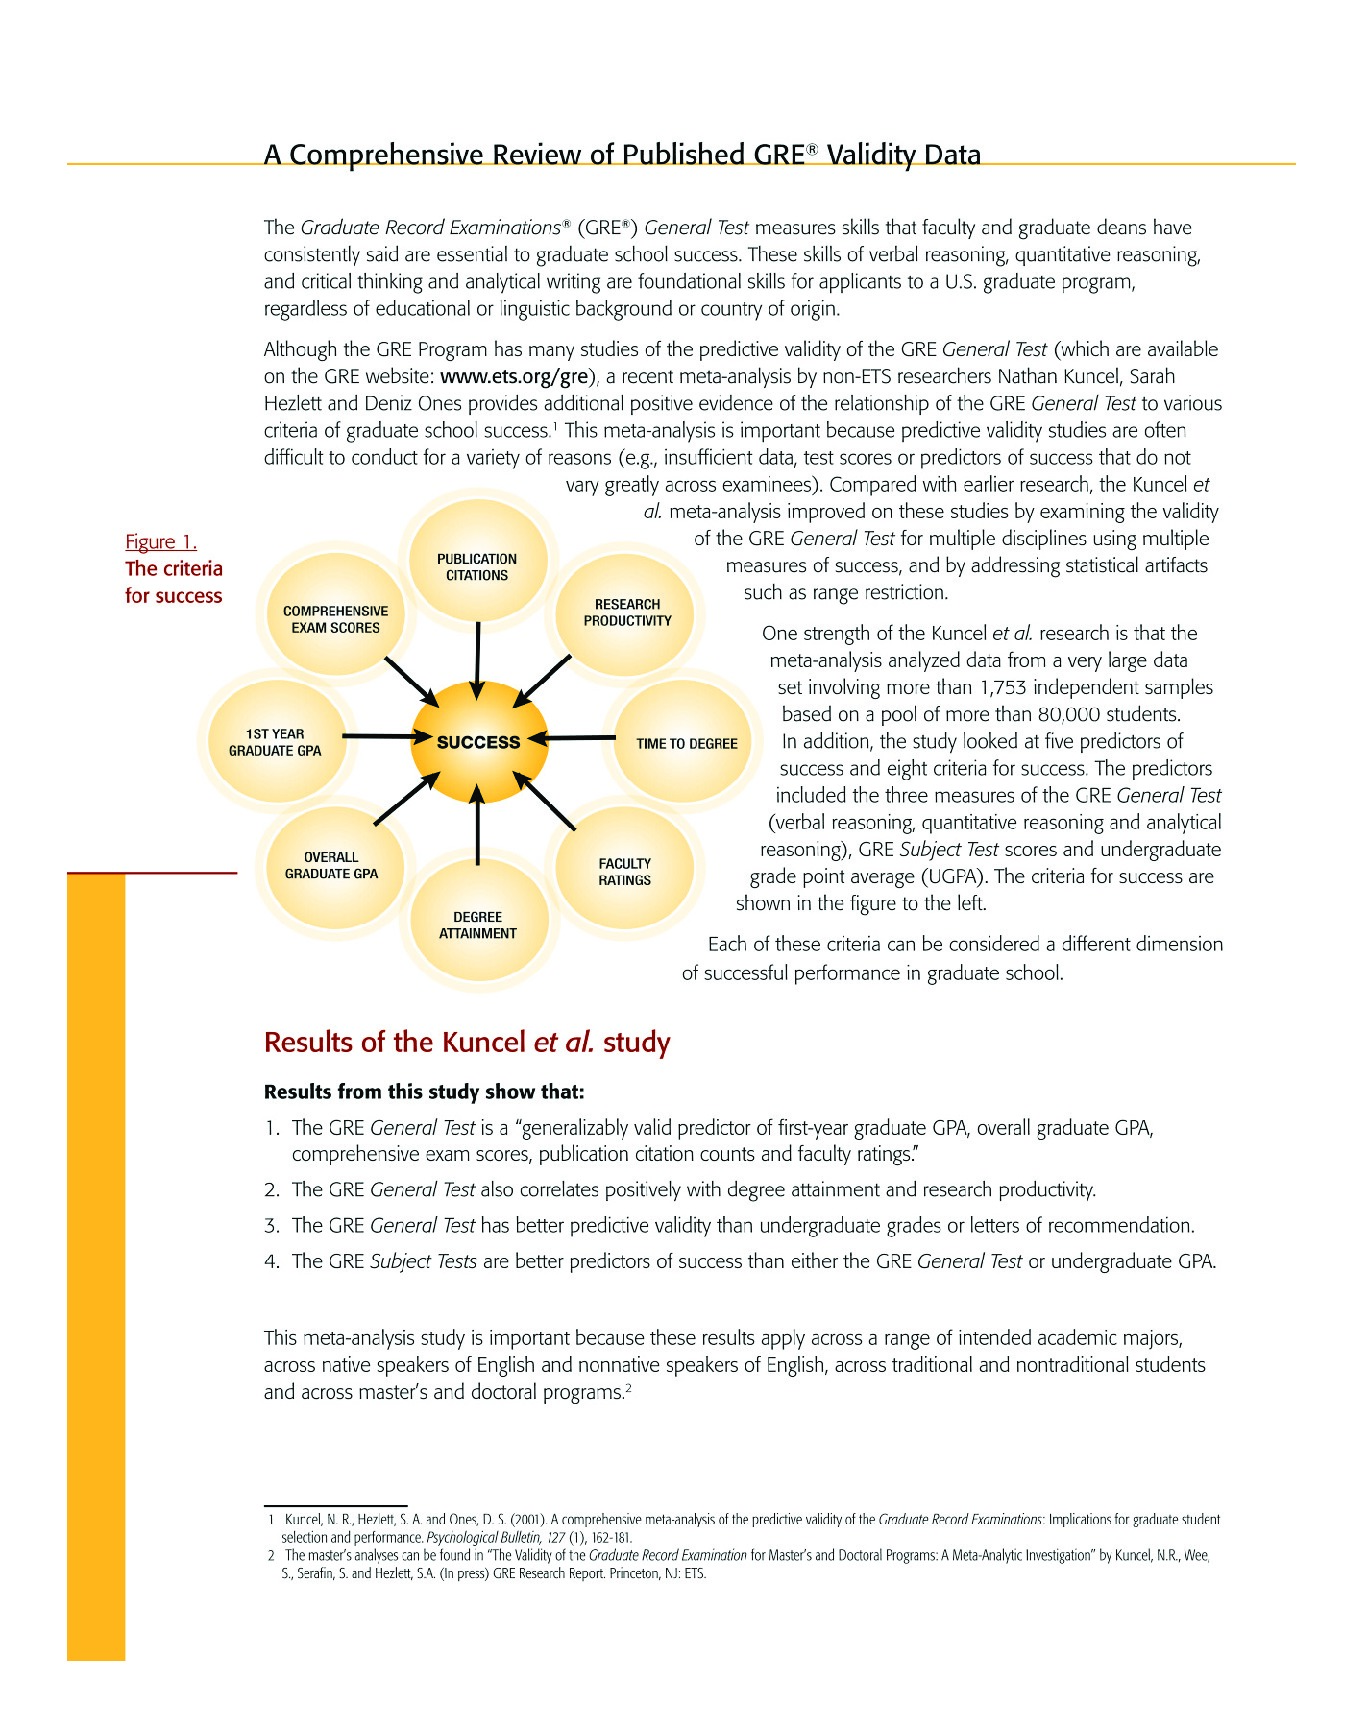 A Comprehensive Review of Published GRE® Validity Data
The Graduate Record Examinations® (GRE®) General Test measures skills that faculty and graduate deans have
consistently said are essential to graduate school success. These skills of verbal reasoning, quantitative reasoning,
and critical thinking and analytical writing are foundational skills for applicants to a U.S. graduate program,
regardless of educational or linguistic background or country of origin.
Although the GRE Program has many studies of the predictive validity of the GRE General Test (which are available
on the GRE website: www.ets.org/gre), a recent meta-analysis by non-ETS researchers Nathan Kuncel, Sarah
Hezlett and Deniz Ones provides additional positive evidence of the relationship of the GRE General Test to various
criteria of graduate school success.1 This meta-analysis is important because predictive validity studies are often
difficult to conduct for a variety of reasons (e.g., insufficient data, test scores or predictors of success that do not
vary greatly across examinees). Compared with earlier research, the Kuncel et
al. meta-analysis improved on these studies by examining the validity
of the GRE General Test for multiple disciplines using multiple
measures of success, and by addressing statistical artifacts
such as range restriction.
Figure 1.
The criteria
for success
PUBLICATION
CITATIONS
COMPREHENSIVE
EXAM SCORES
RESEARCH
PRODUCTIVITY
1ST YEAR
GRADUATE GPA
SUCCESS
TIME TO DEGREE
OVERALL
GRADUATE GPA
FACULTY
RATINGS
DEGREE
ATTAINMENT
One strength of the Kuncel et al. research is that the
meta-analysis analyzed data from a very large data
set involving more than 1,753 independent samples
based on a pool of more than 80,000 students.
In addition, the study looked at five predictors of
success and eight criteria for success. The predictors
included the three measures of the GRE General Test
(verbal reasoning, quantitative reasoning and analytical
reasoning), GRE Subject Test scores and undergraduate
grade point average (UGPA). The criteria for success are
shown in the figure to the left.
Each of these criteria can be considered a different dimension
of successful performance in graduate school.
Results of the Kuncel et al. study
Results from this study show that:
1. The GRE General Test is a “generalizably valid predictor of first-year graduate GPA, overall graduate GPA,
comprehensive exam scores, publication citation counts and faculty ratings.”
2. The GRE General Test also correlates positively with degree attainment and research productivity.
3. The GRE General Test has better predictive validity than undergraduate grades or letters of recommendation.
4. The GRE Subject Tests are better predictors of success than either the GRE General Test or undergraduate GPA.
This meta-analysis study is important because these results apply across a range of intended academic majors,
across native speakers of English and nonnative speakers of English, across traditional and nontraditional students
and across master’s and doctoral programs.2
1 Kuncel, N. R., Hezlett, S. A. and Ones, D. S. (2001). A comprehensive meta-analysis of the predictive validity of the Graduate Record Examinations: Implications for graduate student
selection and performance. Psychological Bulletin, 127 (1), 162-181.
2 The master’s analyses can be found in “The Validity of the Graduate Record Examination for Master’s and Doctoral Programs: A Meta-Analytic Investigation” by Kuncel, N.R., Wee,
S., Serafin, S. and Hezlett, S.A. (In press) GRE Research Report. Princeton, NJ: ETS.